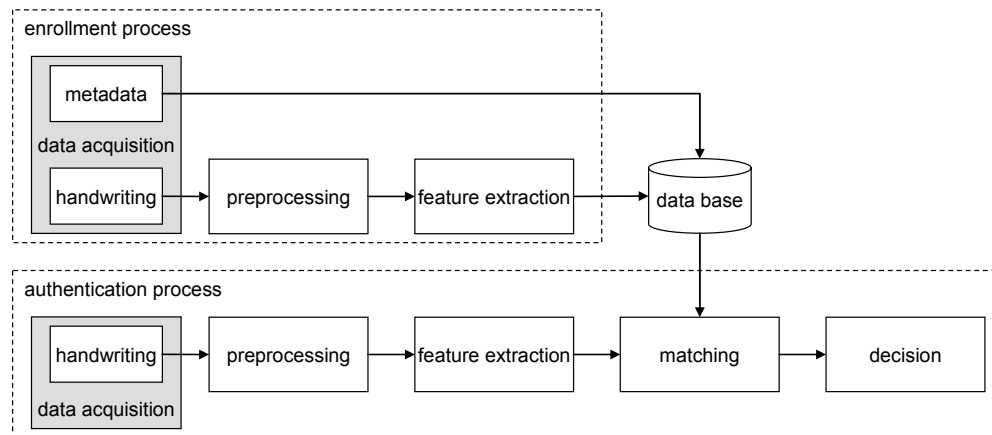 enrollment process
metadata
data acquisition
handwriting
preprocessing
feature extraction
data base
authentication process
handwriting
preprocessing
feature extraction
matching
decision
data acquisition